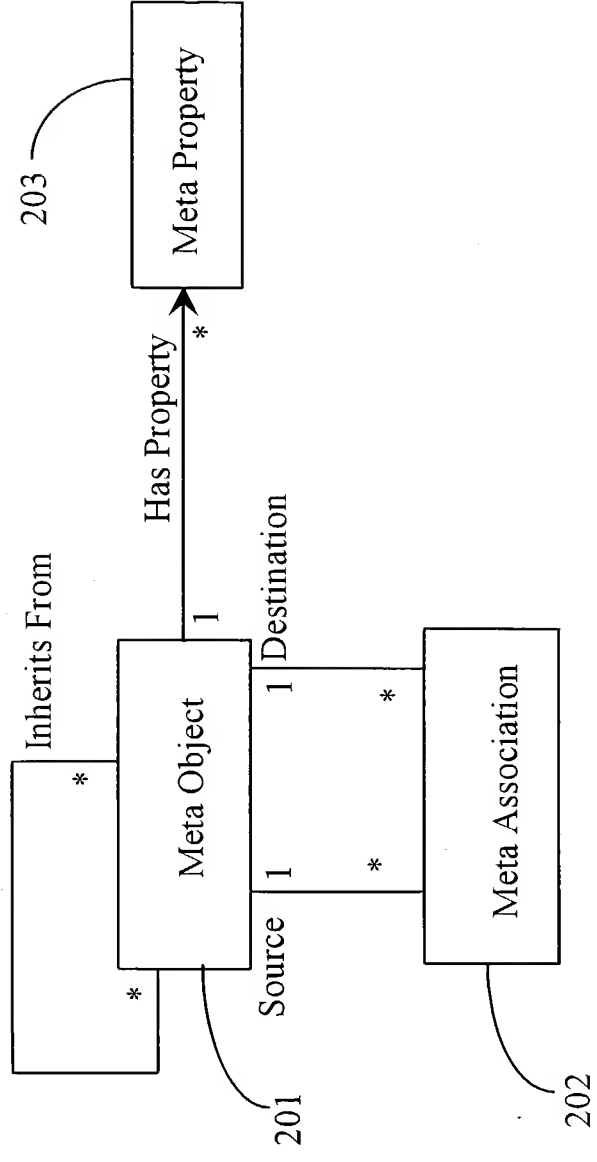 Inherits From
*
*
201
Meta Object
1
Has Property
*
Meta Property
203
Source
1
1
Destination
*
*
Meta Association
202